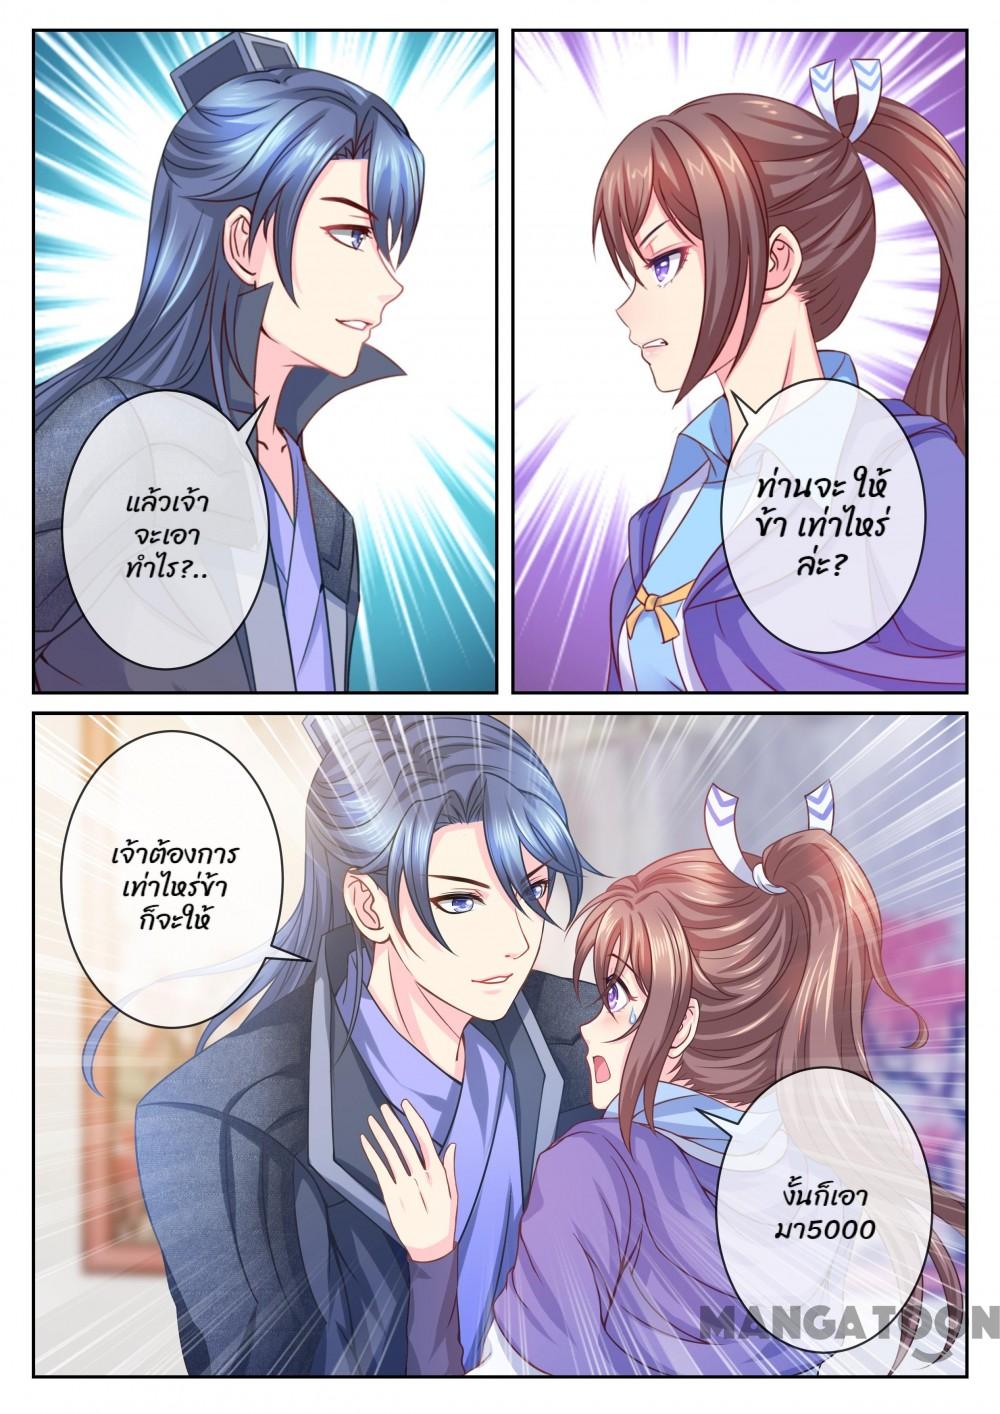 แล้วเจ้า
จะเอา
ทำไร?..
ท่านจะ ให้
ข้า เท่าไหร่
ล่ะ?
เจ้าต้องการ
เท่าไหร่ข้า
ก็จะให้
งั้นก็เอา
มา5000
MANGATOON